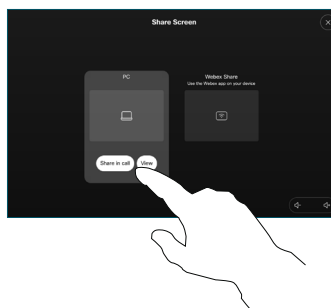 Share Screen
PC
Webex Share
Use the Webex app on your device
Share in call
View